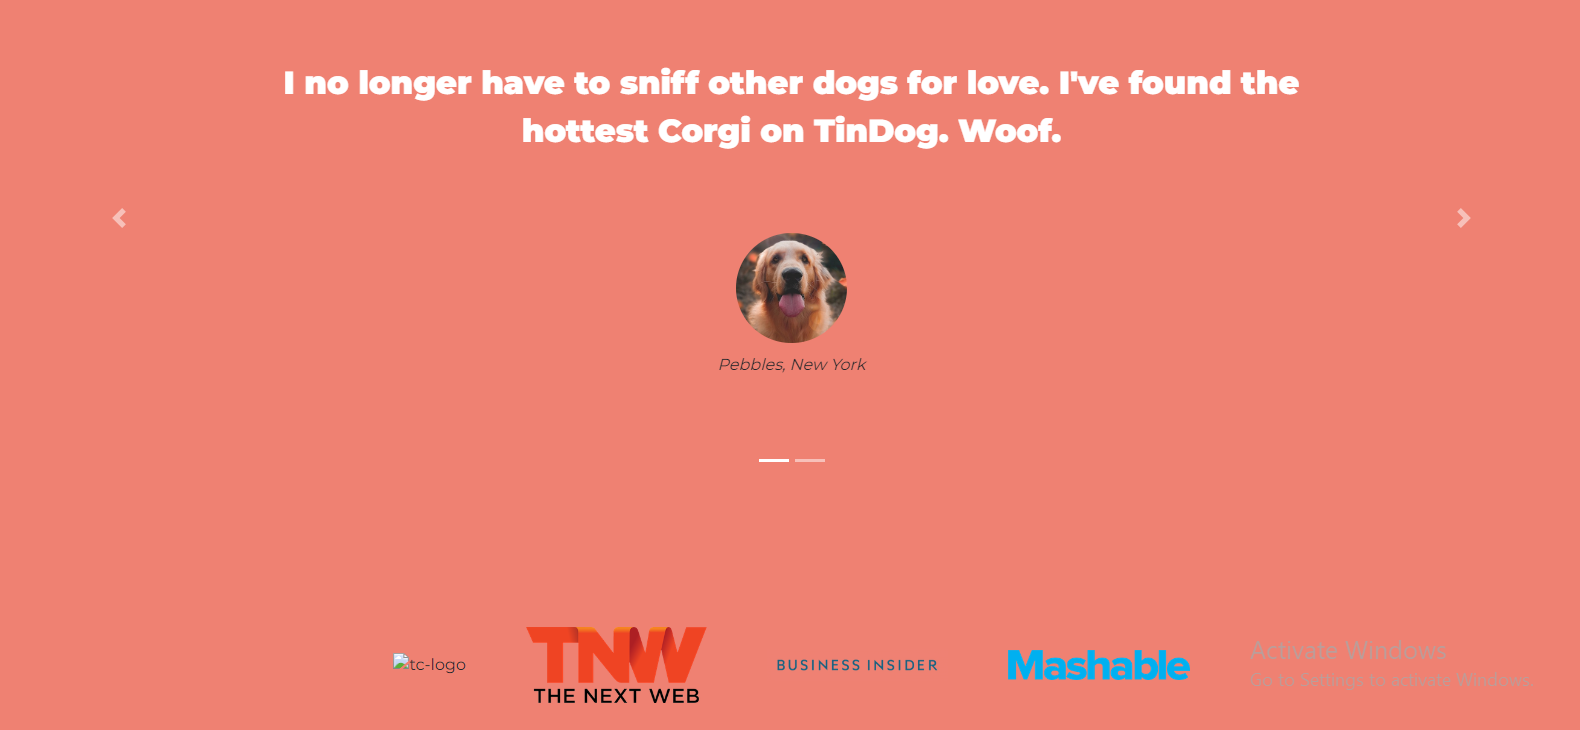 I no longer have to sniff other dogs for love. I've found the
hottest Corgi on TinDog. Woof.
Pebbles, New York
tc-logo
TNW
THE NEXT WEB
BUSINESS INSIDER
Mashable
Activate Windows
Go to Settings to activate Windows.